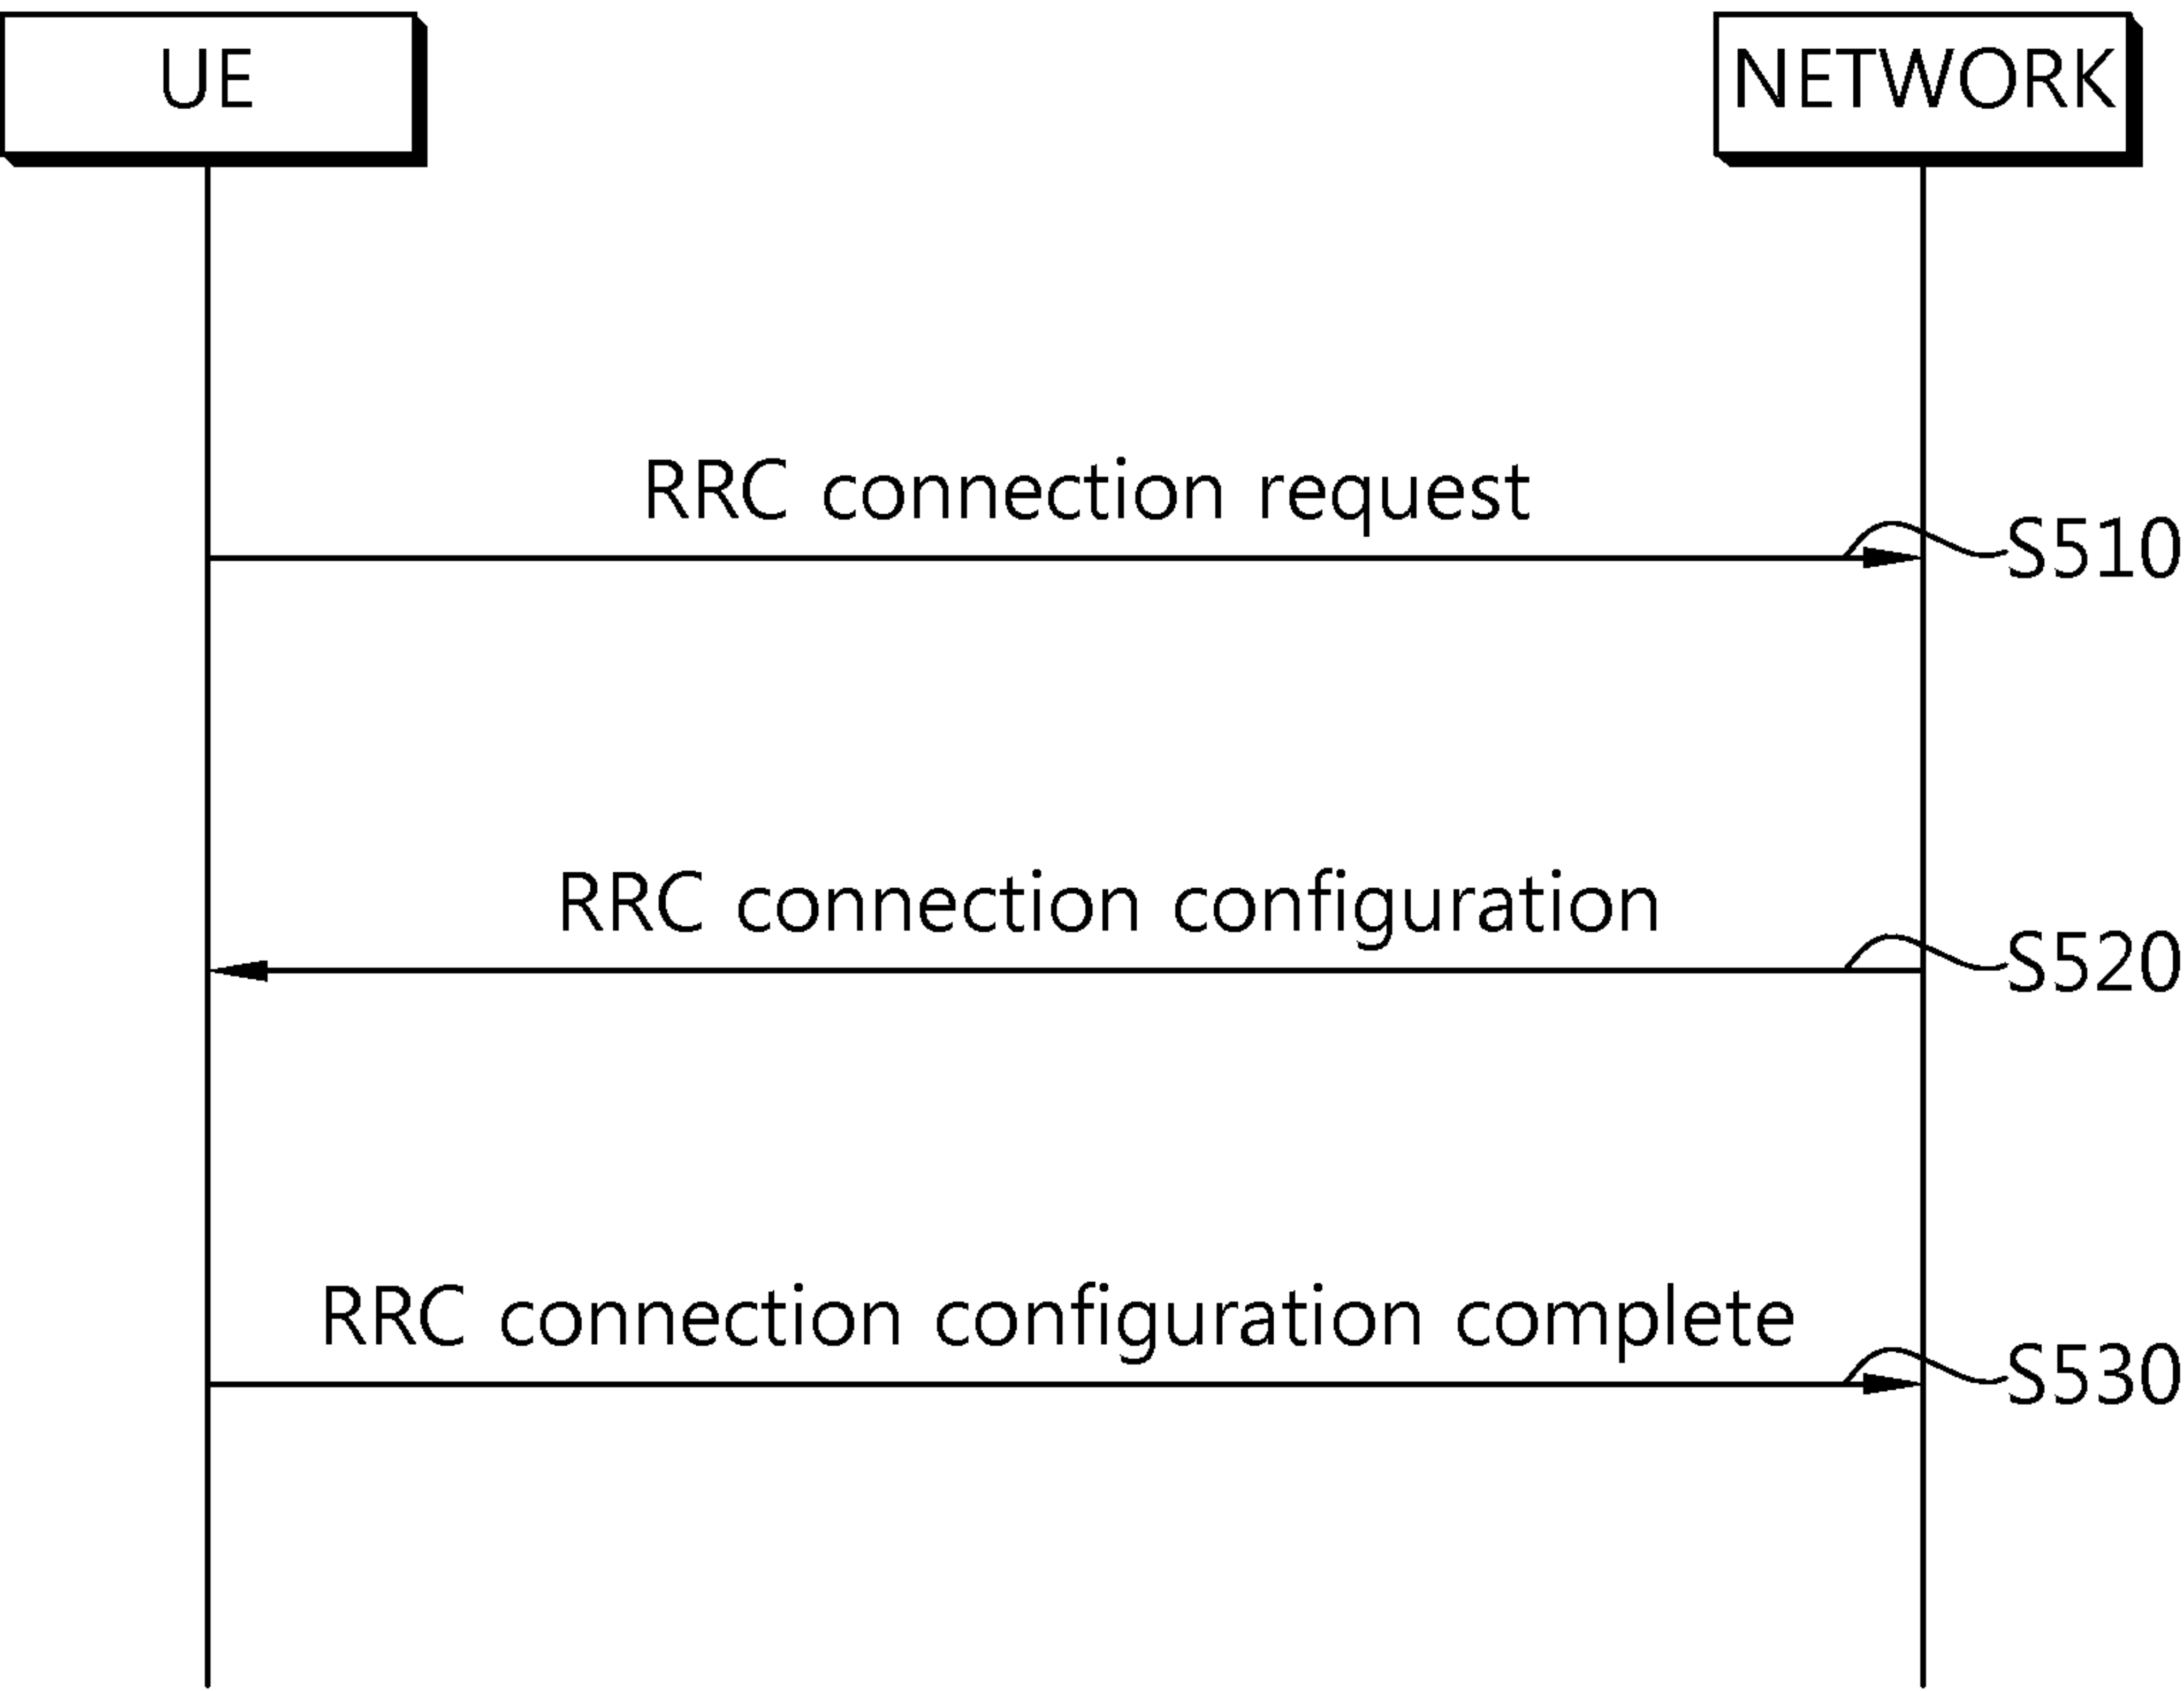 UE
NETWORK
RRC connection request
S510
RRC connection configuration
S520
RRC connection configuration complete
S530